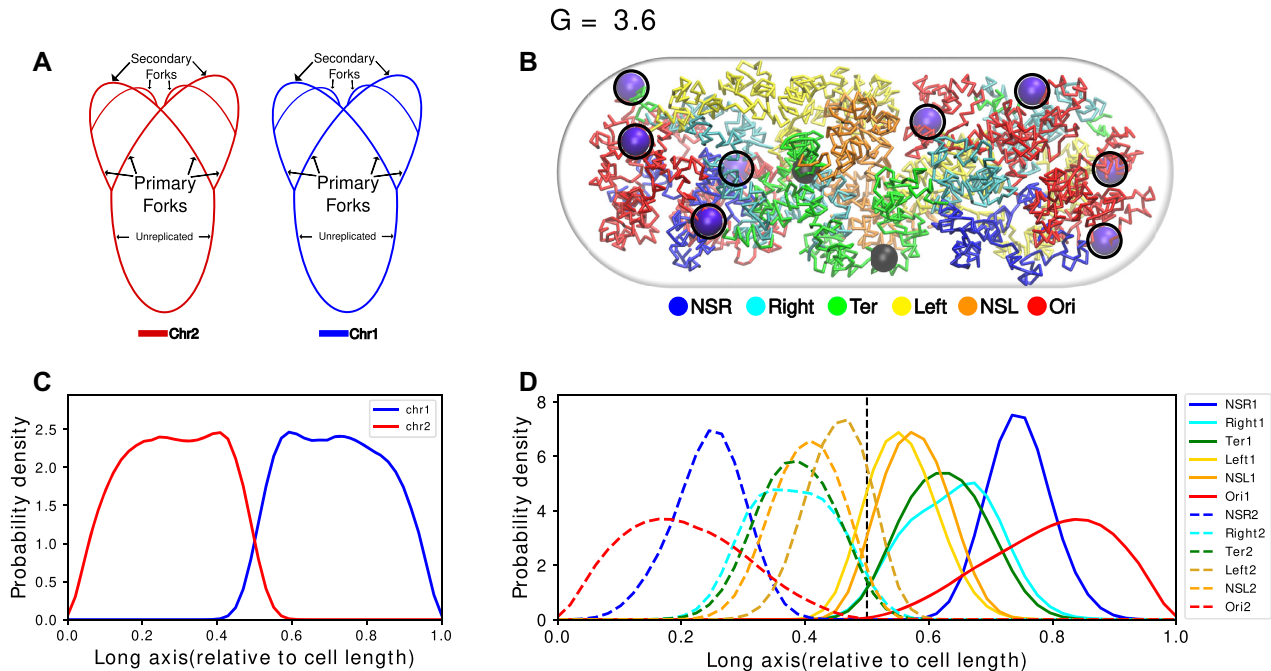 G = 3.6
A
Secondary
Forks
Secondary
Forks
Primary
Forks
Primary
Forks
Unreplicated
Unreplicated
Chr2
Chr1
B
NSR
Right
Ter
Left
NSL
Ori
C
Probability density
2.5
2.0
1.5
1.0
0.5
0.0
0.0
0.2
0.4
0.6
0.8
1.0
Long axis(relative to cell length)
chr1
chr2
D
Probability density
8
6
4
2
0
0.0
0.2
0.4
0.6
0.8
1.0
Long axis(relative to cell length)
NSR1
Right1
Ter1
Left1
NSL1
Ori1
NSR2
Right2
Ter2
Left2
NSL2
Ori2